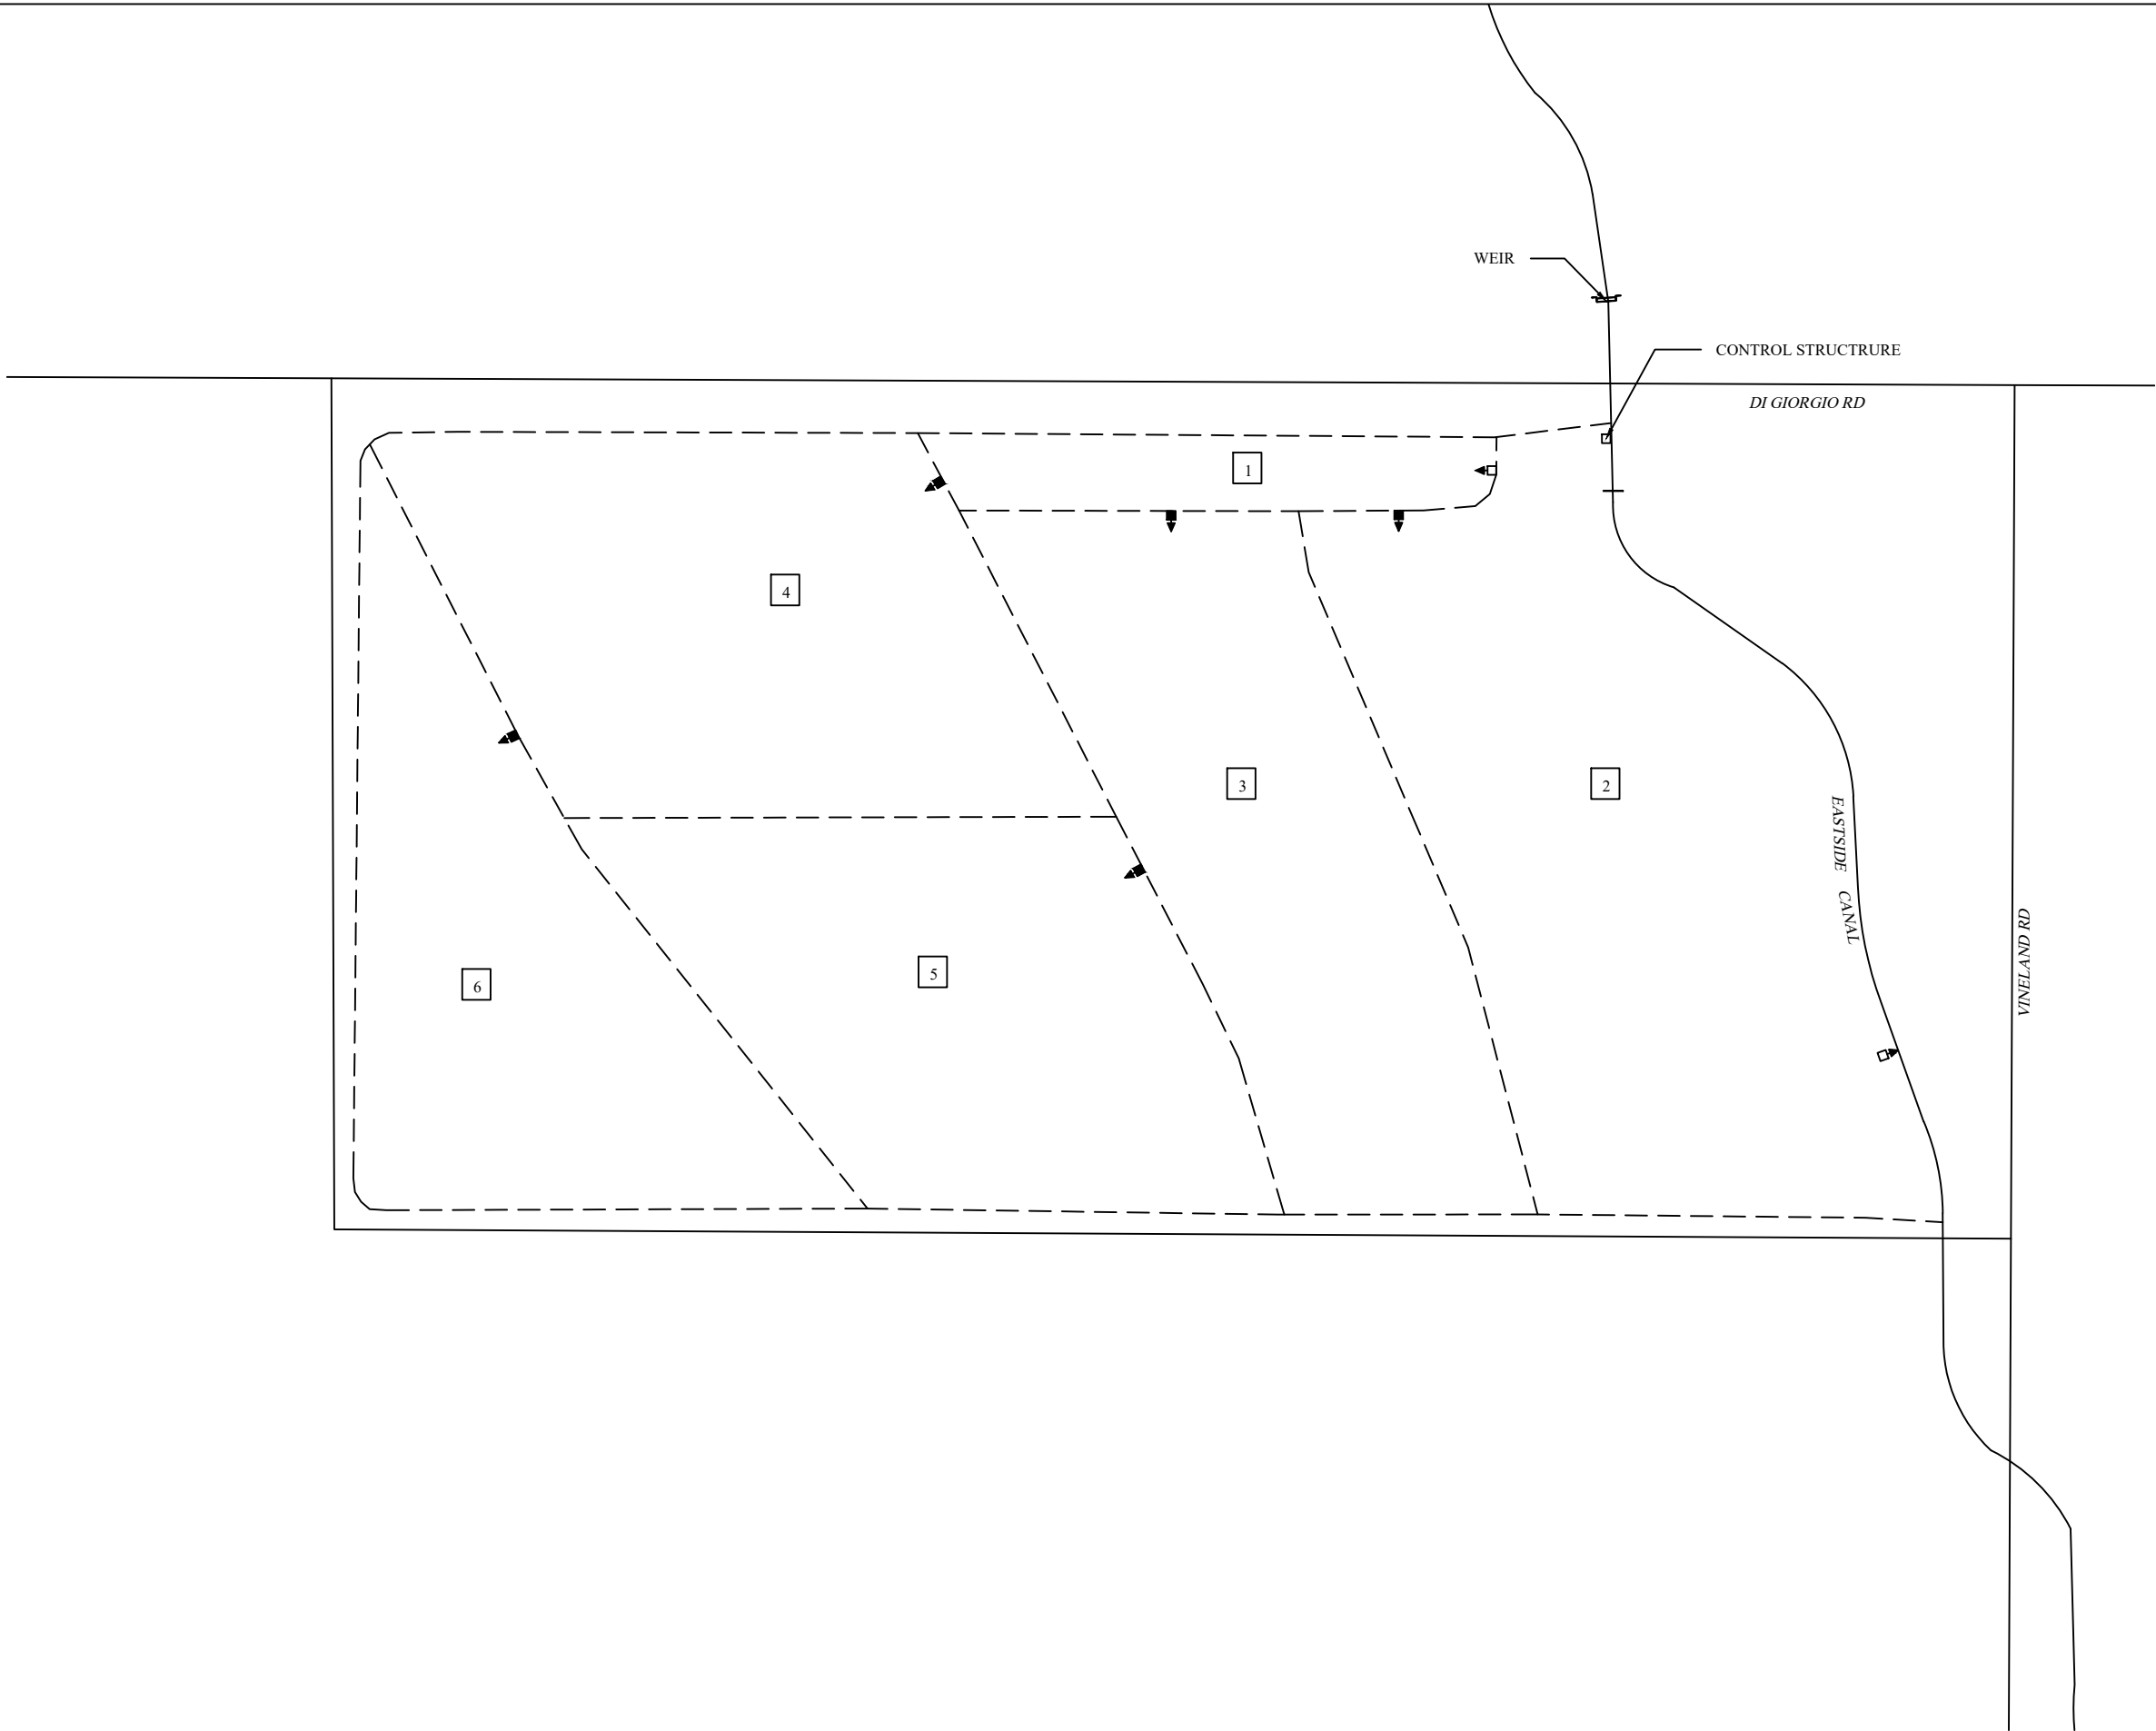 WEIR
CONTROL STRUCTRURE
DI GIORGIO RD
1
4
3
2
EASTSIDE CANAL
VINELAND RD
5
6